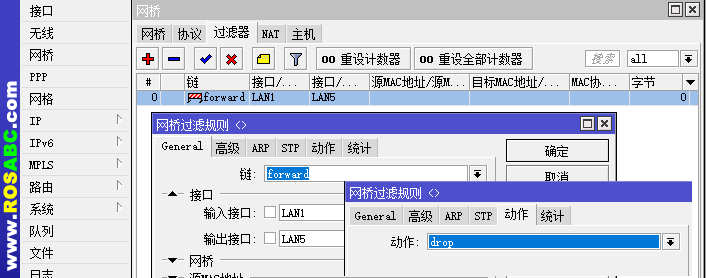 www.ROSABC.com
接口
无线
网桥
PPP
网格
IP
IPv6
MPLS
路由
系统
队列
文件
日志
网桥
网桥 协议 过滤器 NAT 主机
00 重设计数器 00 重设全部计数器 搜索 all
# 链 接口/... 接口/... 源MAC地址/源M... 目标MAC地址/M... MAC协... 字节
0 forward LAN1 LAN5 0
网桥过滤规则 <>
General 高级 ARP STP 动作 统计
确定
取消
链: forward
接口
输入接口: LAN1
输出接口: LAN5
网桥
源MAC地址
网桥过滤规则 <>
General 高级 ARP STP 动作 统计
动作: drop